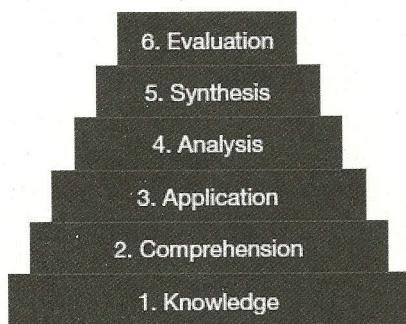 6. Evaluation
5. Synthesis
4. Analysis
3. Application
2. Comprehension
1. Knowledge